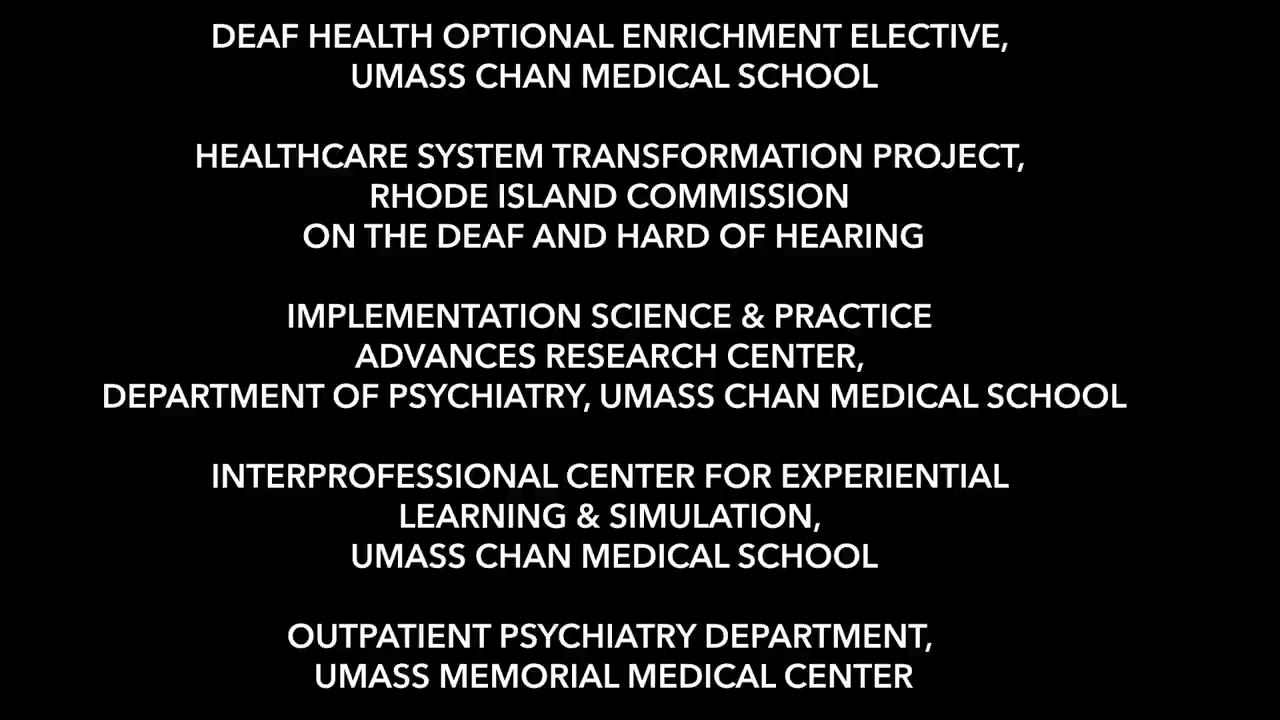 DEAF HEALTH OPTIONAL ENRICHMENT ELECTIVE,
UMASS CHAN MEDICAL SCHOOL
HEALTHCARE SYSTEM TRANSFORMATION PROJECT,
RHODE ISLAND COMMISSION
ON THE DEAF AND HARD OF HEARING
IMPLEMENTATION SCIENCE & PRACTICE
ADVANCES RESEARCH CENTER,
DEPARTMENT OF PSYCHIATRY, UMASS CHAN MEDICAL SCHOOL
INTERPROFESSIONAL CENTER FOR EXPERIENTIAL
LEARNING & SIMULATION,
UMASS CHAN MEDICAL SCHOOL
OUTPATIENT PSYCHIATRY DEPARTMENT,
UMASS MEMORIAL MEDICAL CENTER